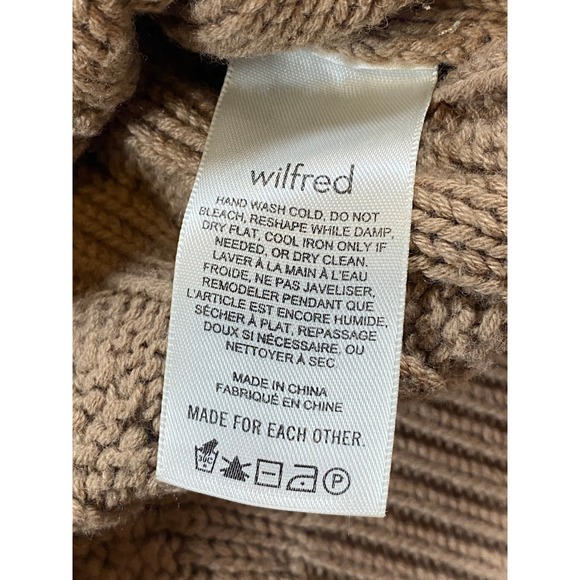 wilfred
HAND WASH COLD, DO NOT
BLEACH, RESHAPE WHILE DAMP,
DRY FLAT, COOL IRON ONLY IF
NEEDED, OR DRY CLEAN.
LAVER À LA MAIN À L'EAU
FROIDE, NE PAS JAVELISER,
REMODELER PENDANT QUE
L'ARTICLE EST ENCORE HUMIDE,
SÉCHER À PLAT, REPASSAGE
DOUX SI NÉCESSAIRE, OU
NETTOYER À SEC.
MADE IN CHINA
FABRIQUÉ EN CHINE
MADE FOR EACH OTHER.
30C P